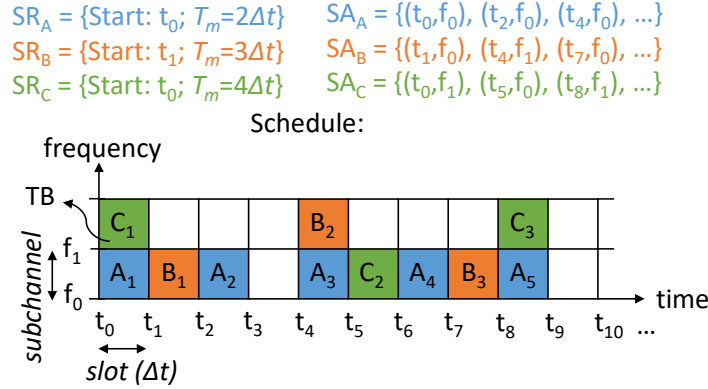 SR_A = {Start: t_0; T_m=2Δt} SA_A = {(t_0,f_0), (t_2,f_0), (t_4,f_0), ...}
SR_B = {Start: t_1; T_m=3Δt} SA_B = {(t_1,f_0), (t_4,f_1), (t_7,f_0), ...}
SR_C = {Start: t_0; T_m=4Δt} SA_C = {(t_0,f_1), (t_5,f_0), (t_8,f_1), ...}
Schedule:
frequency
TB
C_1 B_2 C_3
f_1
A_1 B_1 A_2 A_3 C_2 A_4 B_3 A_5
subchannel
f_0
time
t_0 t_1 t_2 t_3 t_4 t_5 t_6 t_7 t_8 t_9 t_10 ...
slot (Δt)